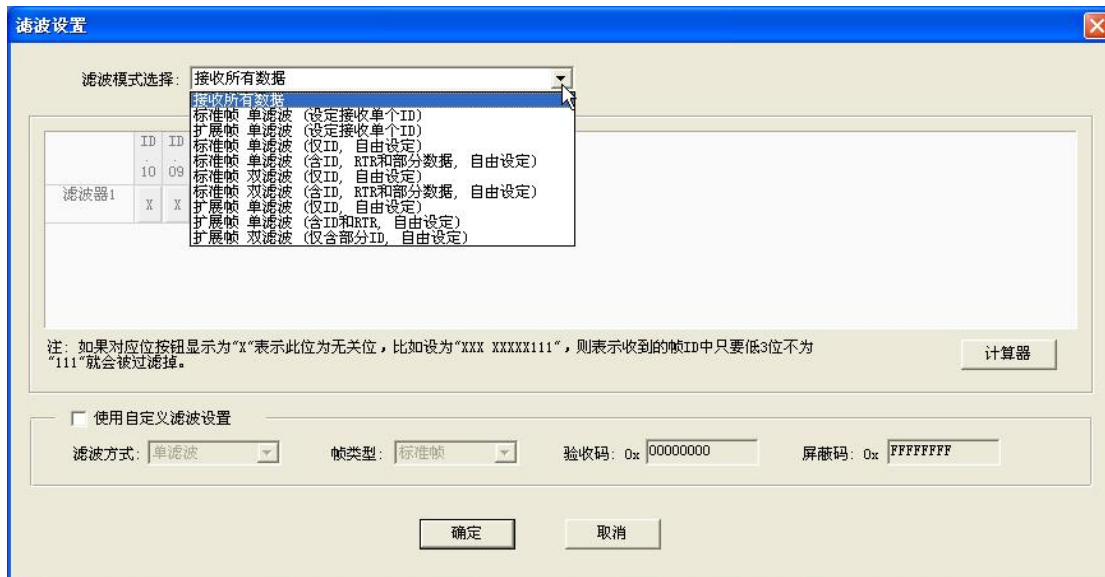 滤波设置
滤波模式选择: 接收所有数据
接收所有数据
标准帧 单滤波 (设定接收单个ID)
扩展帧 单滤波 (设定接收单个ID)
标准帧 单滤波 (仅ID, 自由设定)
标准帧 单滤波 (含ID, RTR和部分数据, 自由设定)
标准帧 双滤波 (仅ID, 自由设定)
标准帧 双滤波 (含ID, RTR和部分数据, 自由设定)
扩展帧 单滤波 (仅ID, 自由设定)
扩展帧 单滤波 (含ID和RTR, 自由设定)
扩展帧 双滤波 (仅含部分ID, 自由设定)
ID ID
. .
10 09
滤波器1 X X
注: 如果对应位按钮显示为"X"表示此位为无关位，比如设为"XXX XXXXX111"，则表示收到的帧ID中只要低3位不为
"111"就会被过滤掉。
计算器
使用自定义滤波设置
滤波方式: 单滤波 帧类型: 标准帧 验收码: 0x 00000000 屏蔽码: 0x FFFFFFFF
确定 取消